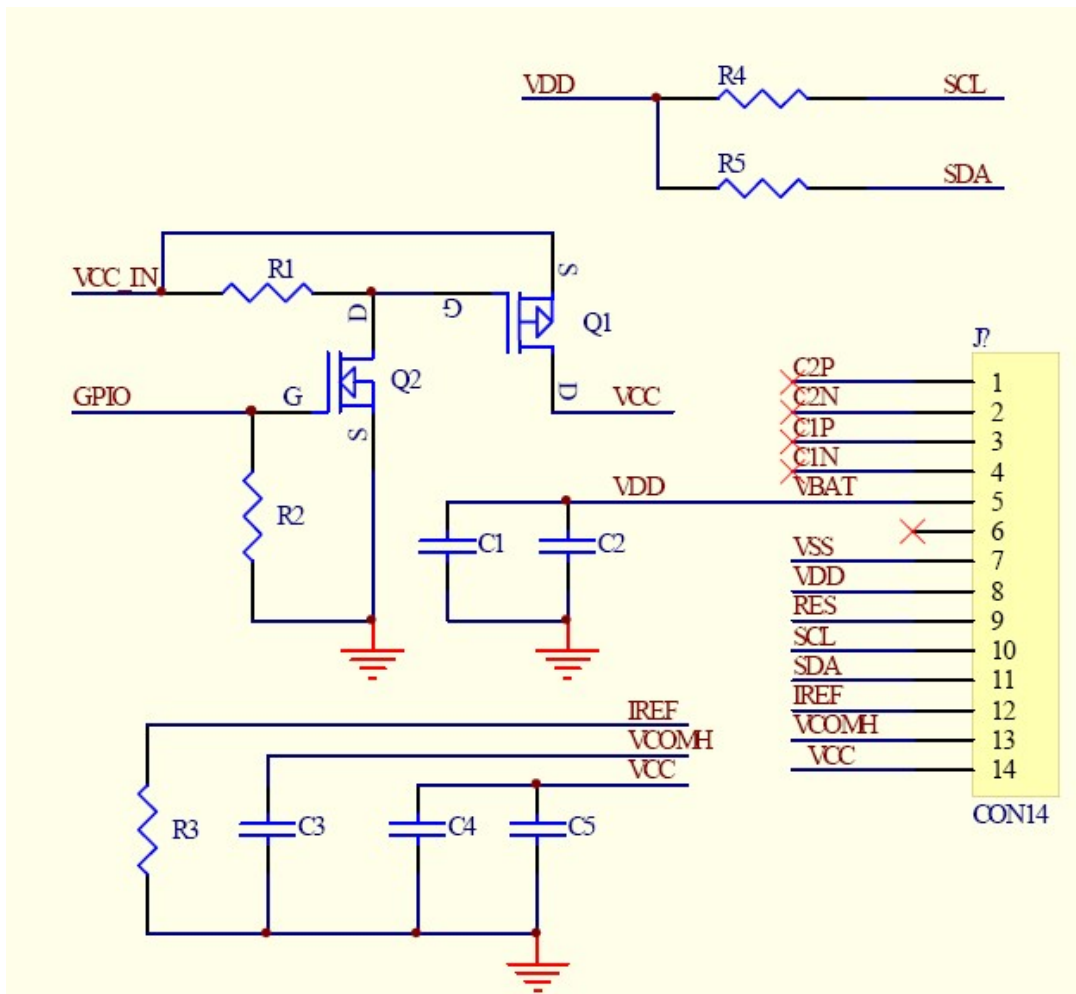 VDD R4 SCL
R5 SDA
VCC_IN R1 S
D G Q1
Q2
GPIO G D VCC
S
R2
J?
C2P 1
C2N 2
C1P 3
C1N 4
VDD VBAT 5
6
C1 C2
VSS 7
VDD 8
RES 9
SCL 10
SDA 11
IREF 12
VCOMH 13
VCC 14
CON14
IREF
VCOMH
VCC
R3 C3 C4 C5